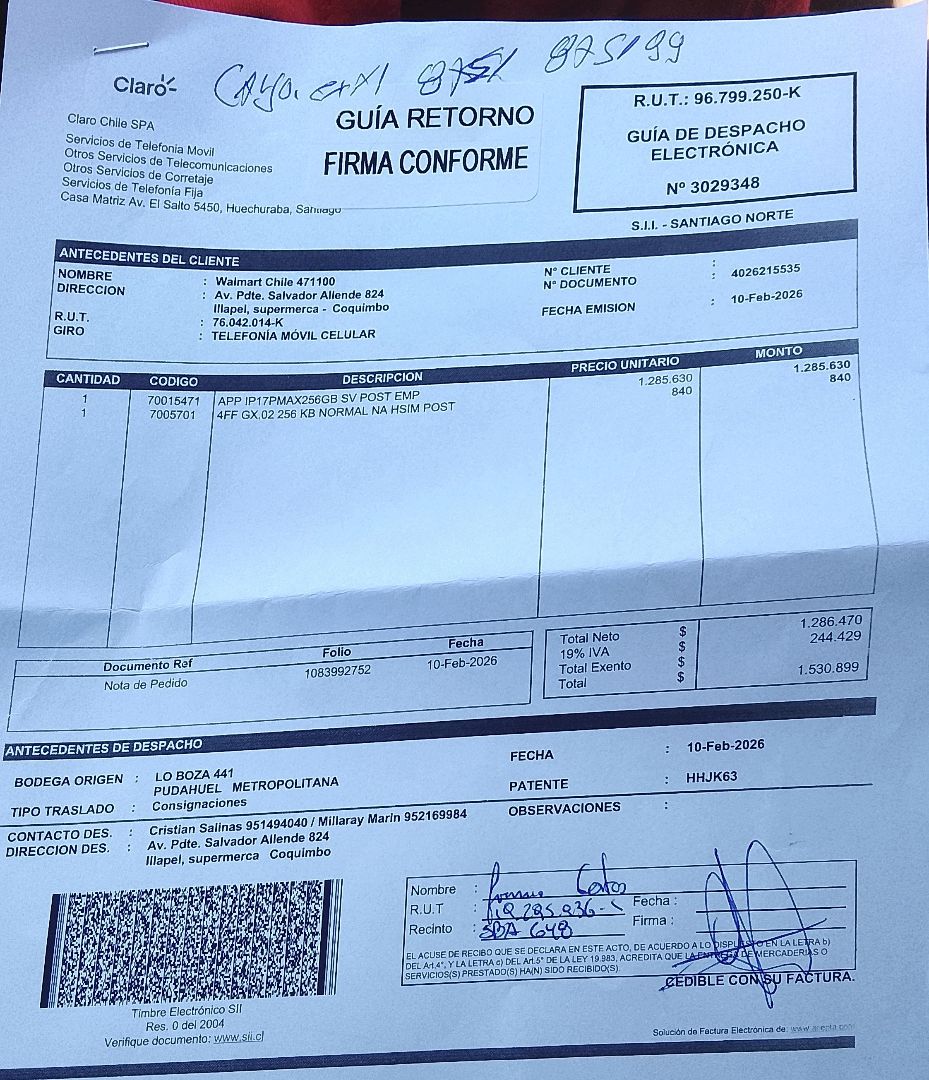 875199
Claro
GUÍA RETORNO
FIRMA CONFORME
R.U.T.: 96.799.250-K
GUÍA DE DESPACHO
ELECTRÓNICA
Nº 3029348
S.I.I. - SANTIAGO NORTE
Claro Chile SPA
Servicios de Telefonía Movil
Otros Servicios de Telecomunicaciones
Otros Servicios de Corretaje
Servicios de Telefonía Fija
Casa Matriz Av. El Salto 5450, Huechuraba, Santiago
ANTECEDENTES DEL CLIENTE
NOMBRE : Walmart Chile 471100
DIRECCION : Av. Pdte. Salvador Allende 824
Illapel, supermerca - Coquimbo
R.U.T. : 76.042.014-K
GIRO : TELEFONÍA MÓVIL CELULAR
Nº CLIENTE :
Nº DOCUMENTO : 4026215535
FECHA EMISION : 10-Feb-2026
CANTIDAD CODIGO DESCRIPCION PRECIO UNITARIO MONTO
1 70015471 APP IP17PMAX256GB SV POST EMP 1.285.630 1.285.630
1 7005701 4FF GX.02 256 KB NORMAL NA HSIM POST 840 840
Documento Ref Folio Fecha
Nota de Pedido 1083992752 10-Feb-2026
Total Neto $ 1.286.470
19% IVA $ 244.429
Total Exento $
Total $ 1.530.899
ANTECEDENTES DE DESPACHO
BODEGA ORIGEN : LO BOZA 441
PUDAHUEL METROPOLITANA
TIPO TRASLADO : Consignaciones
CONTACTO DES. : Cristian Salinas 951494040 / Millaray Marin 952169984
DIRECCION DES. : Av. Pdte. Salvador Allende 824
Illapel, supermerca Coquimbo
FECHA : 10-Feb-2026
PATENTE : HHJK63
OBSERVACIONES :
Nombre :
R.U.T :
Recinto : SBA 648
Fecha :
Firma :
EL ACUSE DE RECIBO QUE SE DECLARA EN ESTE ACTO, DE ACUERDO A LO DISPUESTO EN LA LETRA b)
DEL Art.4°, Y LA LETRA c) DEL Art.5° DE LA LEY 19.983, ACREDITA QUE LA ENTREGA DE MERCADERIAS O
SERVICIOS(S) PRESTADO(S) HA(N) SIDO RECIBIDO(S).
CEDIBLE CON SU FACTURA.
Timbre Electrónico SII
Res. 0 del 2004
Verifique documento: www.sii.cl
Solución de Factura Electrónica de: